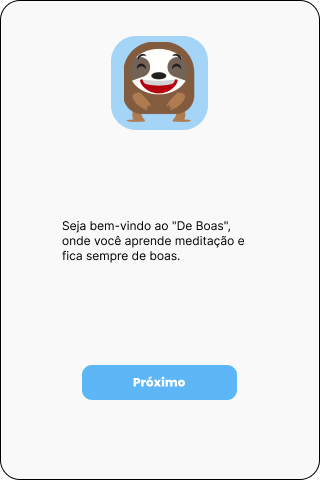 Seja bem-vindo ao "De Boas",
onde você aprende meditação e
fica sempre de boas.
Próximo